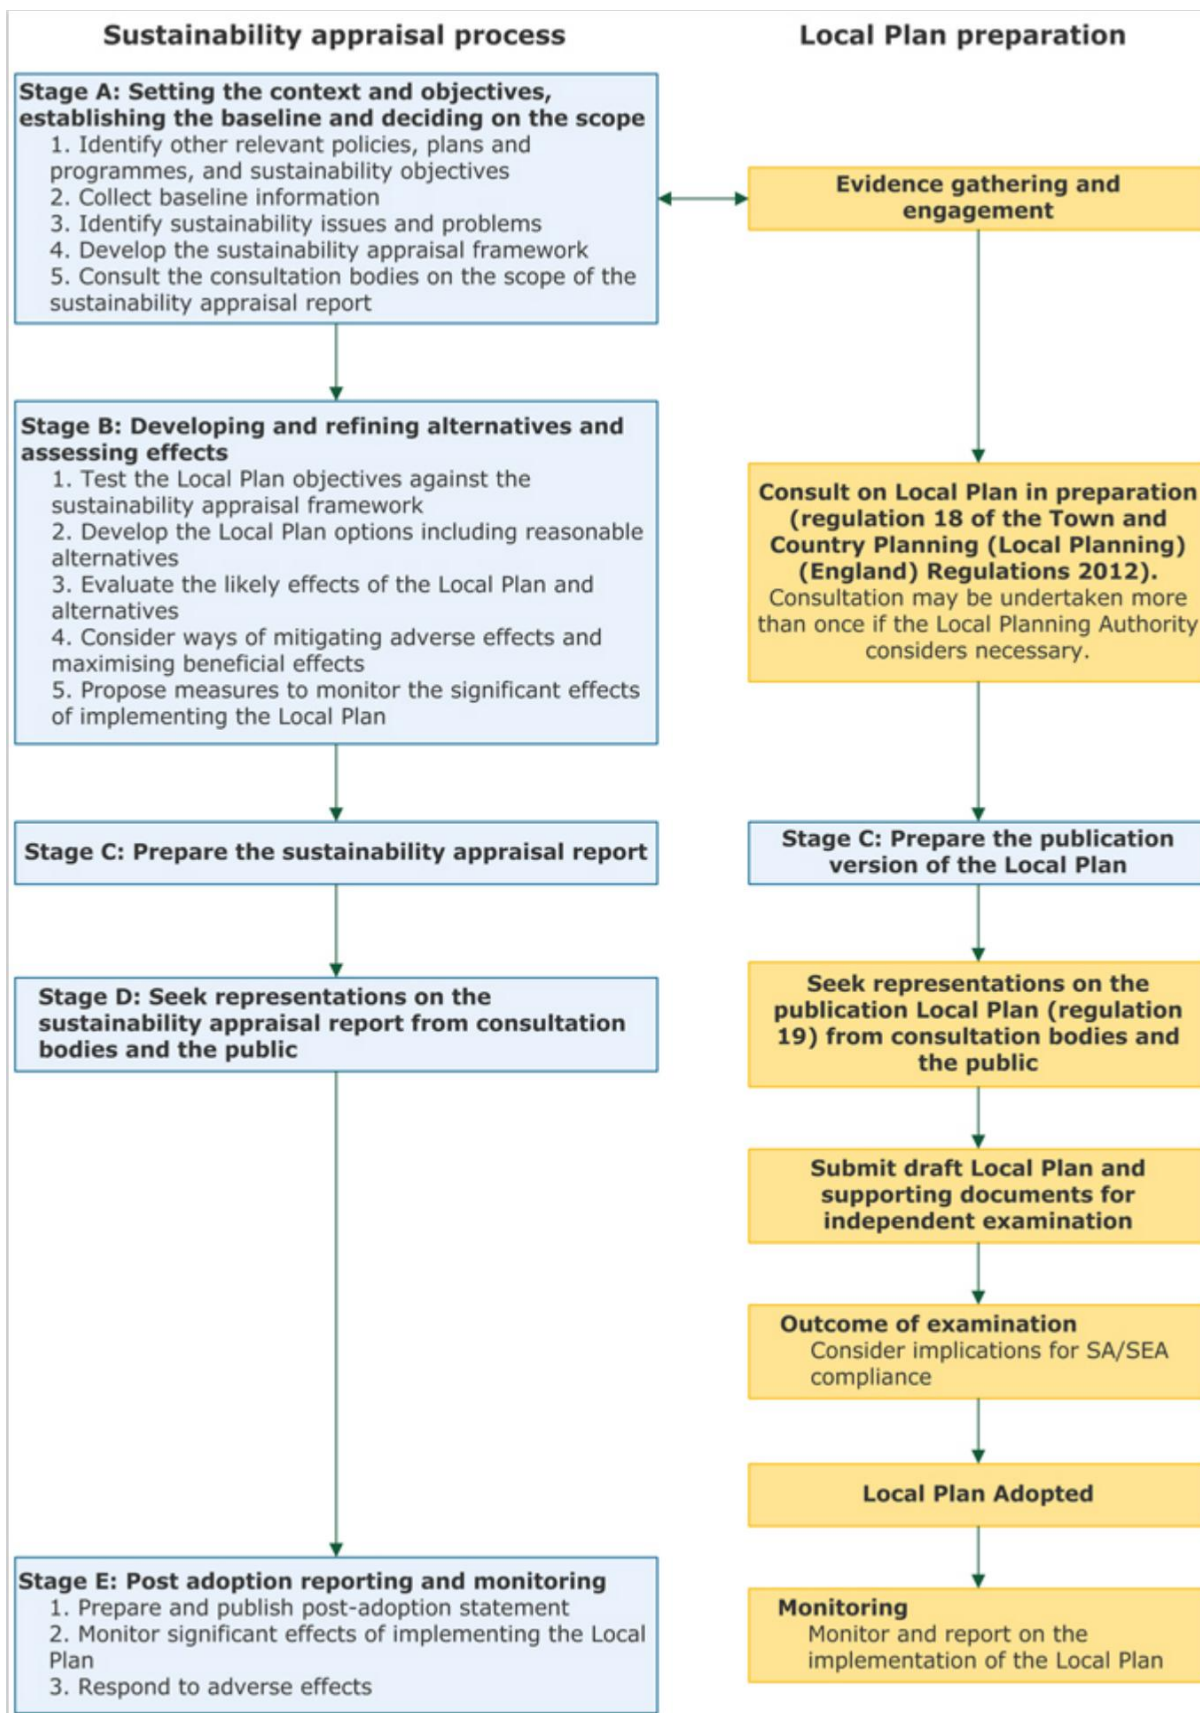 Sustainability appraisal process
Stage A: Setting the context and objectives,
establishing the baseline and deciding on the scope
1. Identify other relevant policies, plans and
programmes, and sustainability objectives
2. Collect baseline information
3. Identify sustainability issues and problems
4. Develop the sustainability appraisal framework
5. Consult the consultation bodies on the scope of the
sustainability appraisal report
Stage B: Developing and refining alternatives and
assessing effects
1. Test the Local Plan objectives against the
sustainability appraisal framework
2. Develop the Local Plan options including reasonable
alternatives
3. Evaluate the likely effects of the Local Plan and
alternatives
4. Consider ways of mitigating adverse effects and
maximising beneficial effects
5. Propose measures to monitor the significant effects
of implementing the Local Plan
Stage C: Prepare the sustainability appraisal report
Stage D: Seek representations on the
sustainability appraisal report from consultation
bodies and the public
Stage E: Post adoption reporting and monitoring
1. Prepare and publish post-adoption statement
2. Monitor significant effects of implementing the Local
Plan
3. Respond to adverse effects
Local Plan preparation
Evidence gathering and
engagement
Consult on Local Plan in preparation
(regulation 18 of the Town and
Country Planning (Local Planning)
(England) Regulations 2012).
Consultation may be undertaken more
than once if the Local Planning Authority
considers necessary.
Stage C: Prepare the publication
version of the Local Plan
Seek representations on the
publication Local Plan (regulation
19) from consultation bodies and
the public
Submit draft Local Plan and
supporting documents for
independent examination
Outcome of examination
Consider implications for SA/SEA
compliance
Local Plan Adopted
Monitoring
Monitor and report on the
implementation of the Local Plan